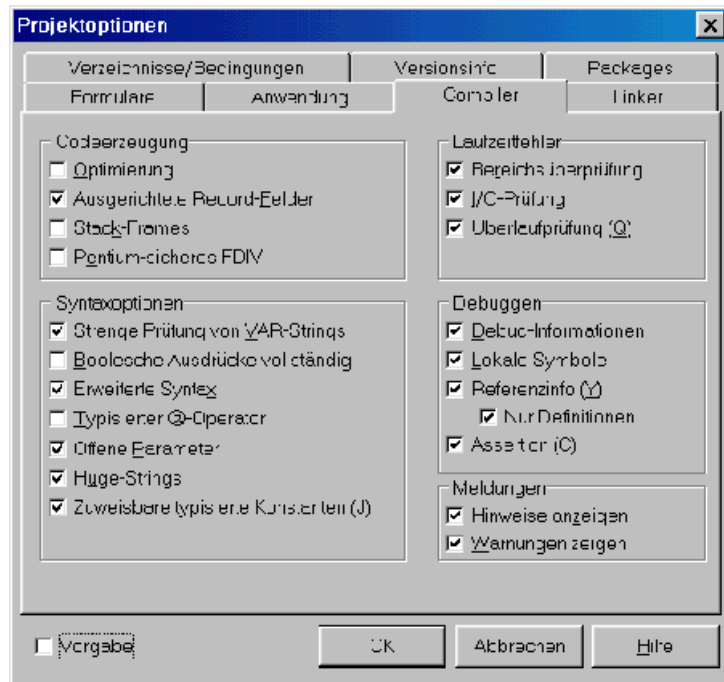 Projektoptionen
Verzeichnisse/Bedingungen Versionsinfo Packages
Formulare Anwendung Compiler Linker
Codeerzeugung
Optimierung
Ausgerichtete Record-Felder
Stack-Frames
Pentium-sicheres FDIV
Laufzeitfehler
Bereichsüberprüfung
I/O-Prüfung
Überlaufprüfung (Q)
Syntaxoptionen
Strenge Prüfung von VAR-Strings
Boolesche Ausdrücke vollständig
Erweiterte Syntax
Typisierter @-Operator
Offene Parameter
Huge-Strings
Zuweisbare typisierte Konstanten (J)
Debuggen
Debug-Informationen
Lokale Symbole
Referenzinfo (Y)
Nur Definitionen
Assertion (C)
Meldungen
Hinweise anzeigen
Warnungen zeigen
Vorgabe OK Abbrechen Hilfe